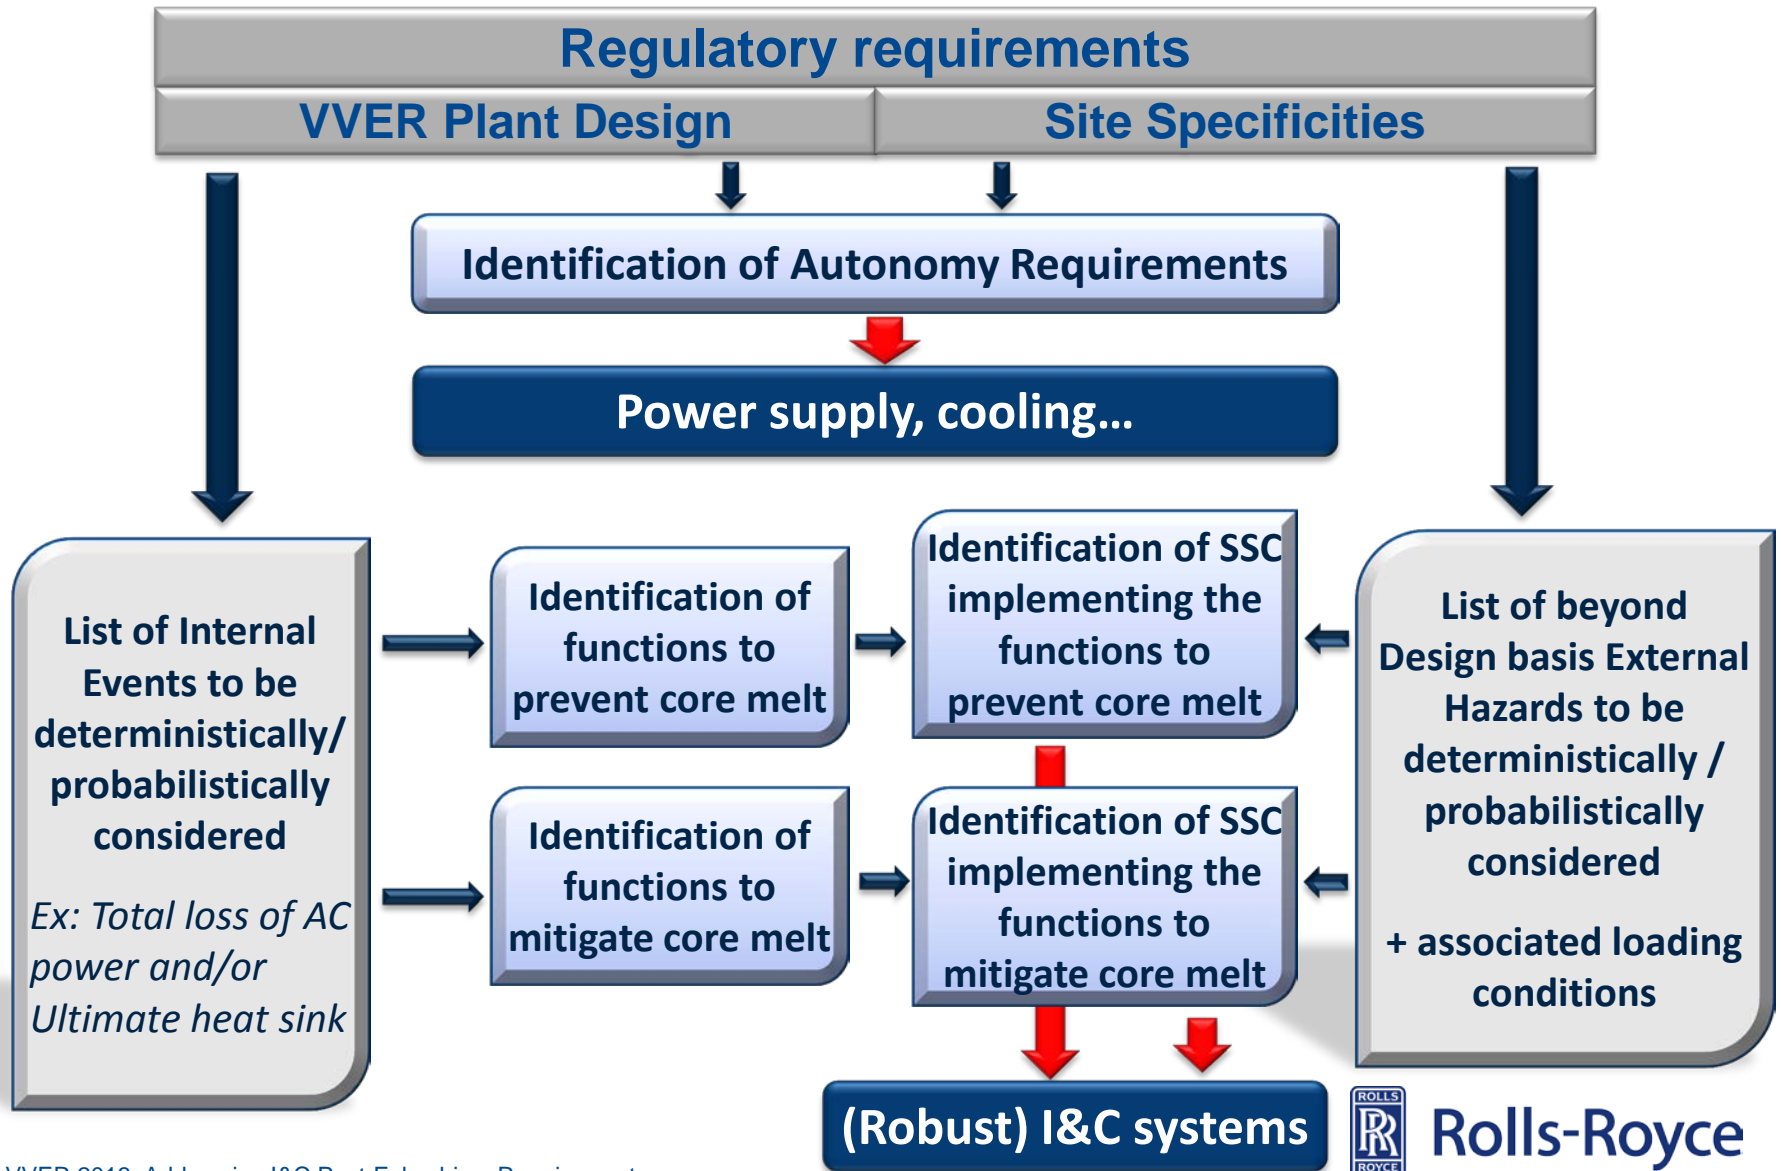 Regulatory requirements
VVER Plant Design
Site Specificities
Identification of Autonomy Requirements
Power supply, cooling...
List of Internal
Events to be
deterministically/
probabilistically
considered
Ex: Total loss of AC
power and/or
Ultimate heat sink
Identification of
functions to
prevent core melt
Identification of SSC
implementing the
functions to
prevent core melt
Identification of
functions to
mitigate core melt
Identification of SSC
implementing the
functions to
mitigate core melt
List of beyond
Design basis External
Hazards to be
deterministically /
probabilistically
considered
+ associated loading
conditions
(Robust) I&C systems
ROLLS
RR
ROYCE
Rolls-Royce